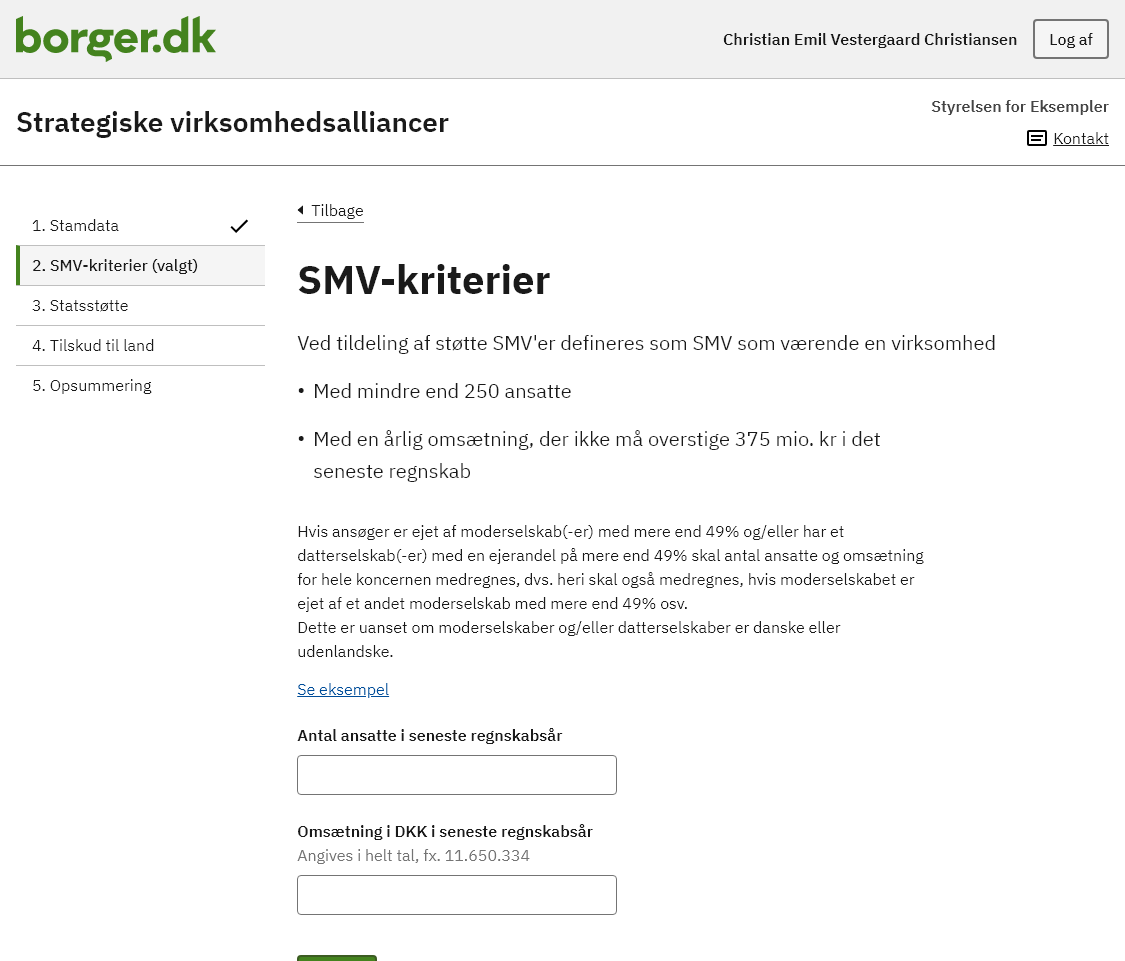 borger.dk
Christian Emil Vestergaard Christiansen
Log af
Strategiske virksomhedsalliancer
Styrelsen for Eksempler
Kontakt
1. Stamdata
2. SMV-kriterier (valgt)
3. Statsstøtte
4. Tilskud til land
5. Opsummering
Tilbage
SMV-kriterier
Ved tildeling af støtte SMV'er defineres som SMV som værende en virksomhed
• Med mindre end 250 ansatte
• Med en årlig omsætning, der ikke må overstige 375 mio. kr i det
seneste regnskab
Hvis ansøger er ejet af moderselskab(-er) med mere end 49% og/eller har et
datterselskab(-er) med en ejerandel på mere end 49% skal antal ansatte og omsætning
for hele koncernen medregnes, dvs. heri skal også medregnes, hvis moderselskabet er
ejet af et andet moderselskab med mere end 49% osv.
Dette er uanset om moderselskaber og/eller datterselskaber er danske eller
udenlandske.
Se eksempel
Antal ansatte i seneste regnskabsår
Omsætning i DKK i seneste regnskabsår
Angives i helt tal, fx. 11.650.334